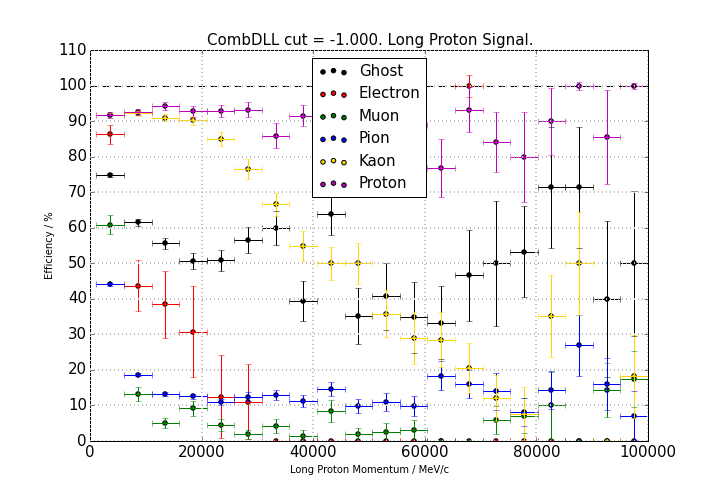 CombDLL cut = -1.000. Long Proton Signal.
110
100
90
80
70
60
50
40
30
20
10
0
Efficiency / %
Ghost
Electron
Muon
Pion
Kaon
Proton
0 20000 40000 60000 80000 100000
Long Proton Momentum / MeV/c